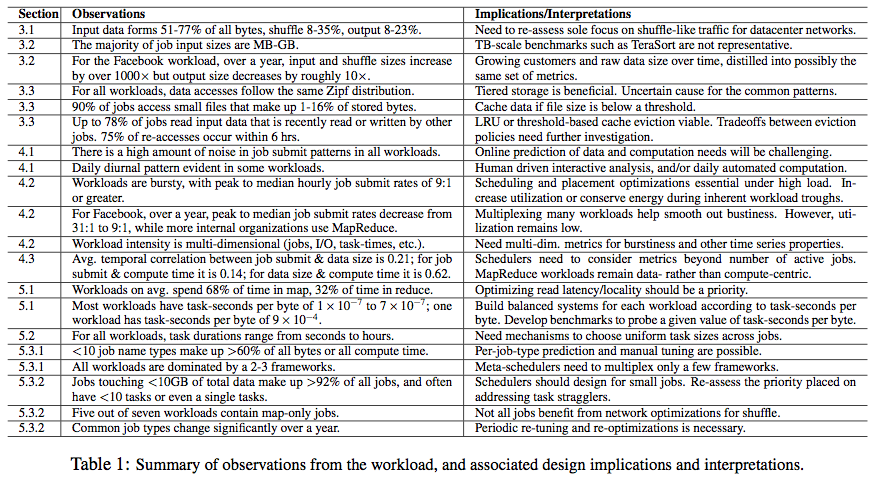 Section Observations Implications/Interpretations
3.1 Input data forms 51-77% of all bytes, shuffle 8-35%, output 8-23%. Need to re-assess sole focus on shuffle-like traffic for datacenter networks.
3.2 The majority of job input sizes are MB-GB. TB-scale benchmarks such as TeraSort are not representative.
3.2 For the Facebook workload, over a year, input and shuffle sizes increase Growing customers and raw data size over time, distilled into possibly the
by over 1000× but output size decreases by roughly 10×. same set of metrics.
3.3 For all workloads, data accesses follow the same Zipf distribution. Tiered storage is beneficial. Uncertain cause for the common patterns.
3.3 90% of jobs access small files that make up 1-16% of stored bytes. Cache data if file size is below a threshold.
3.3 Up to 78% of jobs read input data that is recently read or written by other LRU or threshold-based cache eviction viable. Tradeoffs between eviction
jobs. 75% of re-accesses occur within 6 hrs. policies need further investigation.
4.1 There is a high amount of noise in job submit patterns in all workloads. Online prediction of data and computation needs will be challenging.
4.1 Daily diurnal pattern evident in some workloads. Human driven interactive analysis, and/or daily automated computation.
4.2 Workloads are bursty, with peak to median hourly job submit rates of 9:1 Scheduling and placement optimizations essential under high load. In-
or greater. crease utilization or conserve energy during inherent workload troughs.
4.2 For Facebook, over a year, peak to median job submit rates decrease from Multiplexing many workloads help smooth out bustiness. However, uti-
31:1 to 9:1, while more internal organizations use MapReduce. lization remains low.
4.2 Workload intensity is multi-dimensional (jobs, I/O, task-times, etc.). Need multi-dim. metrics for burstiness and other time series properties.
4.3 Avg. temporal correlation between job submit & data size is 0.21; for job Schedulers need to consider metrics beyond number of active jobs.
submit & compute time it is 0.14; for data size & compute time it is 0.62. MapReduce workloads remain data- rather than compute-centric.
5.1 Workloads on avg. spend 68% of time in map, 32% of time in reduce. Optimizing read latency/locality should be a priority.
5.1 Most workloads have task-seconds per byte of 1 × 10⁻⁷ to 7 × 10⁻⁷; one Build balanced systems for each workload according to task-seconds per
workload has task-seconds per byte of 9 × 10⁻⁴. byte. Develop benchmarks to probe a given value of task-seconds per byte.
5.2 For all workloads, task durations range from seconds to hours. Need mechanisms to choose uniform task sizes across jobs.
5.3.1 <10 job name types make up >60% of all bytes or all compute time. Per-job-type prediction and manual tuning are possible.
5.3.1 All workloads are dominated by a 2-3 frameworks. Meta-schedulers need to multiplex only a few frameworks.
5.3.2 Jobs touching <10GB of total data make up >92% of all jobs, and often Schedulers should design for small jobs. Re-assess the priority placed on
have <10 tasks or even a single tasks. addressing task stragglers.
5.3.2 Five out of seven workloads contain map-only jobs. Not all jobs benefit from network optimizations for shuffle.
5.3.2 Common job types change significantly over a year. Periodic re-tuning and re-optimizations is necessary.
Table 1: Summary of observations from the workload, and associated design implications and interpretations.